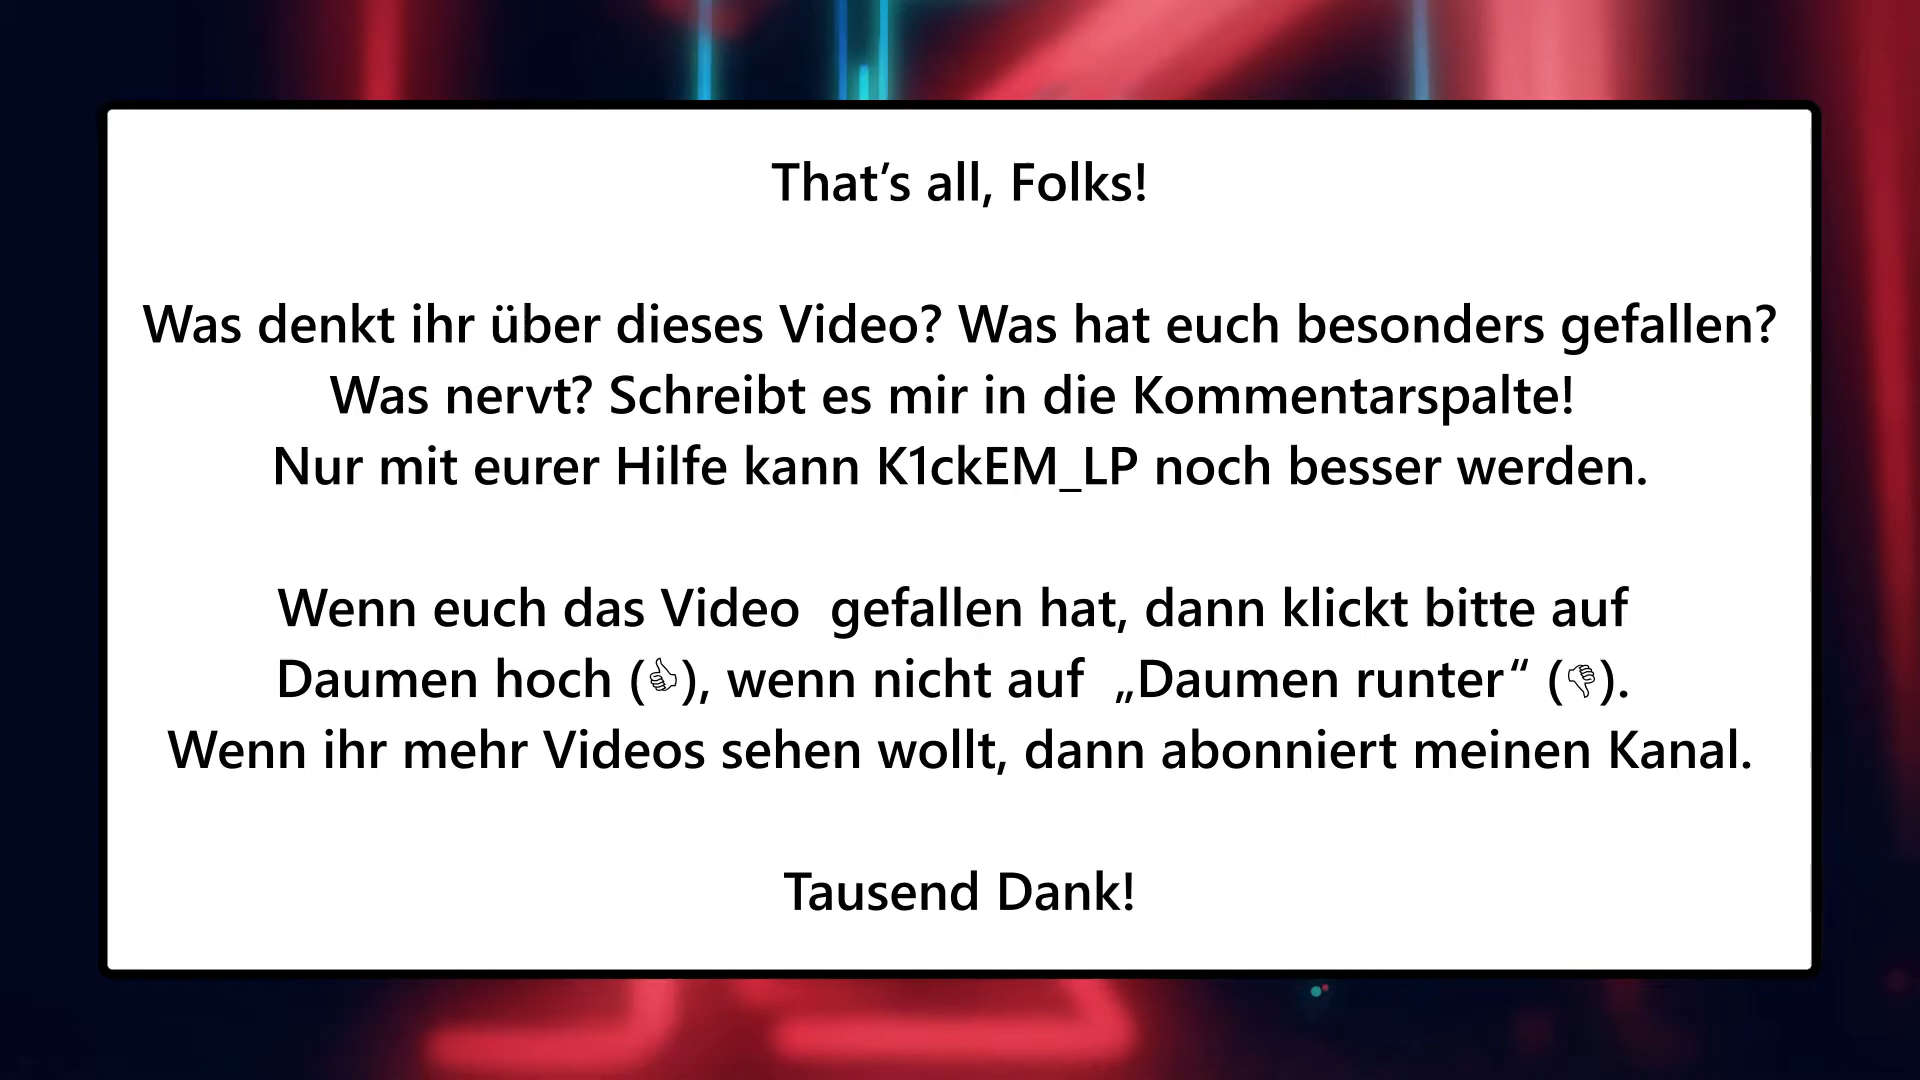 That’s all, Folks!
Was denkt ihr über dieses Video? Was hat euch besonders gefallen?
Was nervt? Schreibt es mir in die Kommentarspalte!
Nur mit eurer Hilfe kann K1ckEM_LP noch besser werden.
Wenn euch das Video  gefallen hat, dann klickt bitte auf
Daumen hoch (👍), wenn nicht auf  „Daumen runter“ (👎).
Wenn ihr mehr Videos sehen wollt, dann abonniert meinen Kanal.
Tausend Dank!